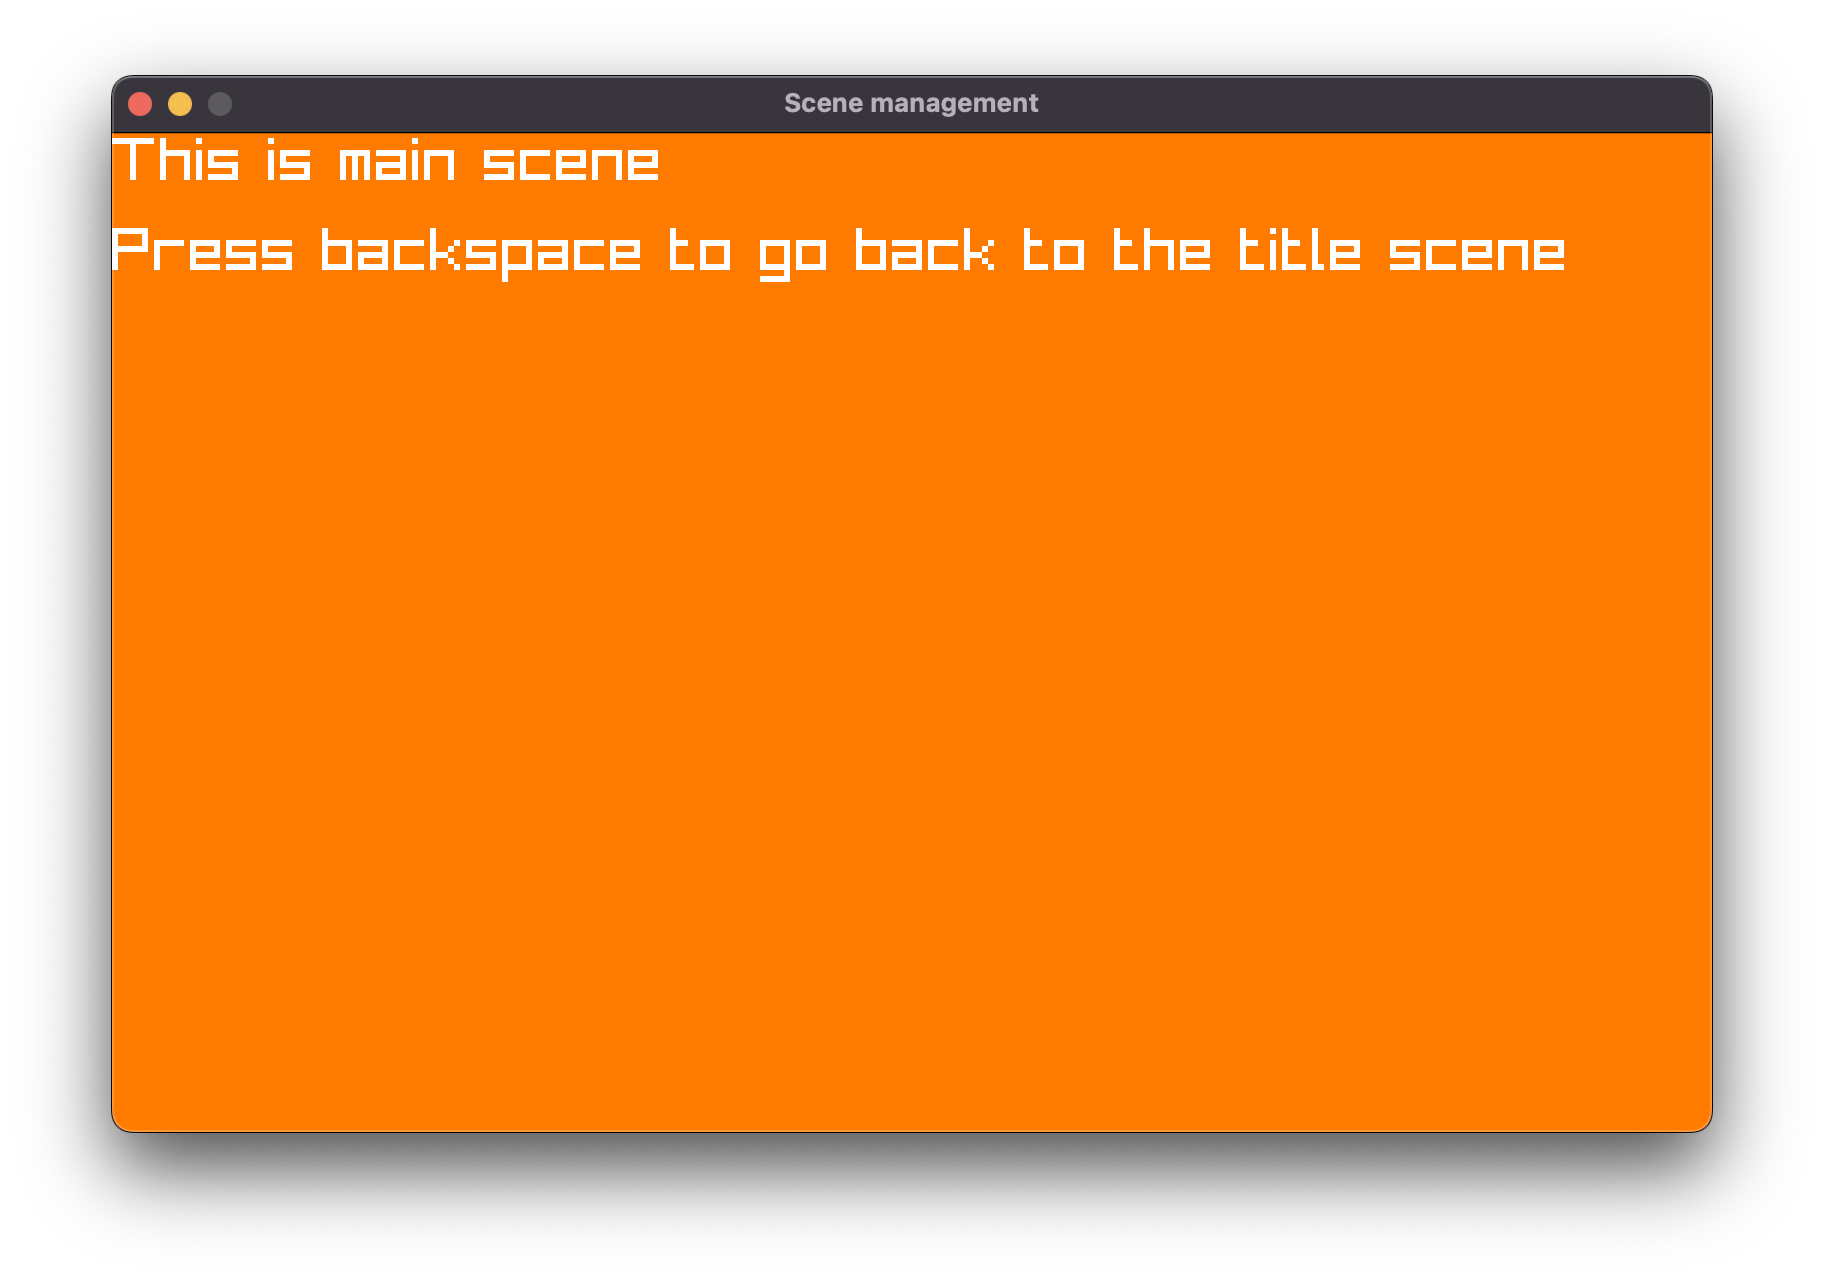 Scene management
This is main scene
Press backspace to go back to the title scene